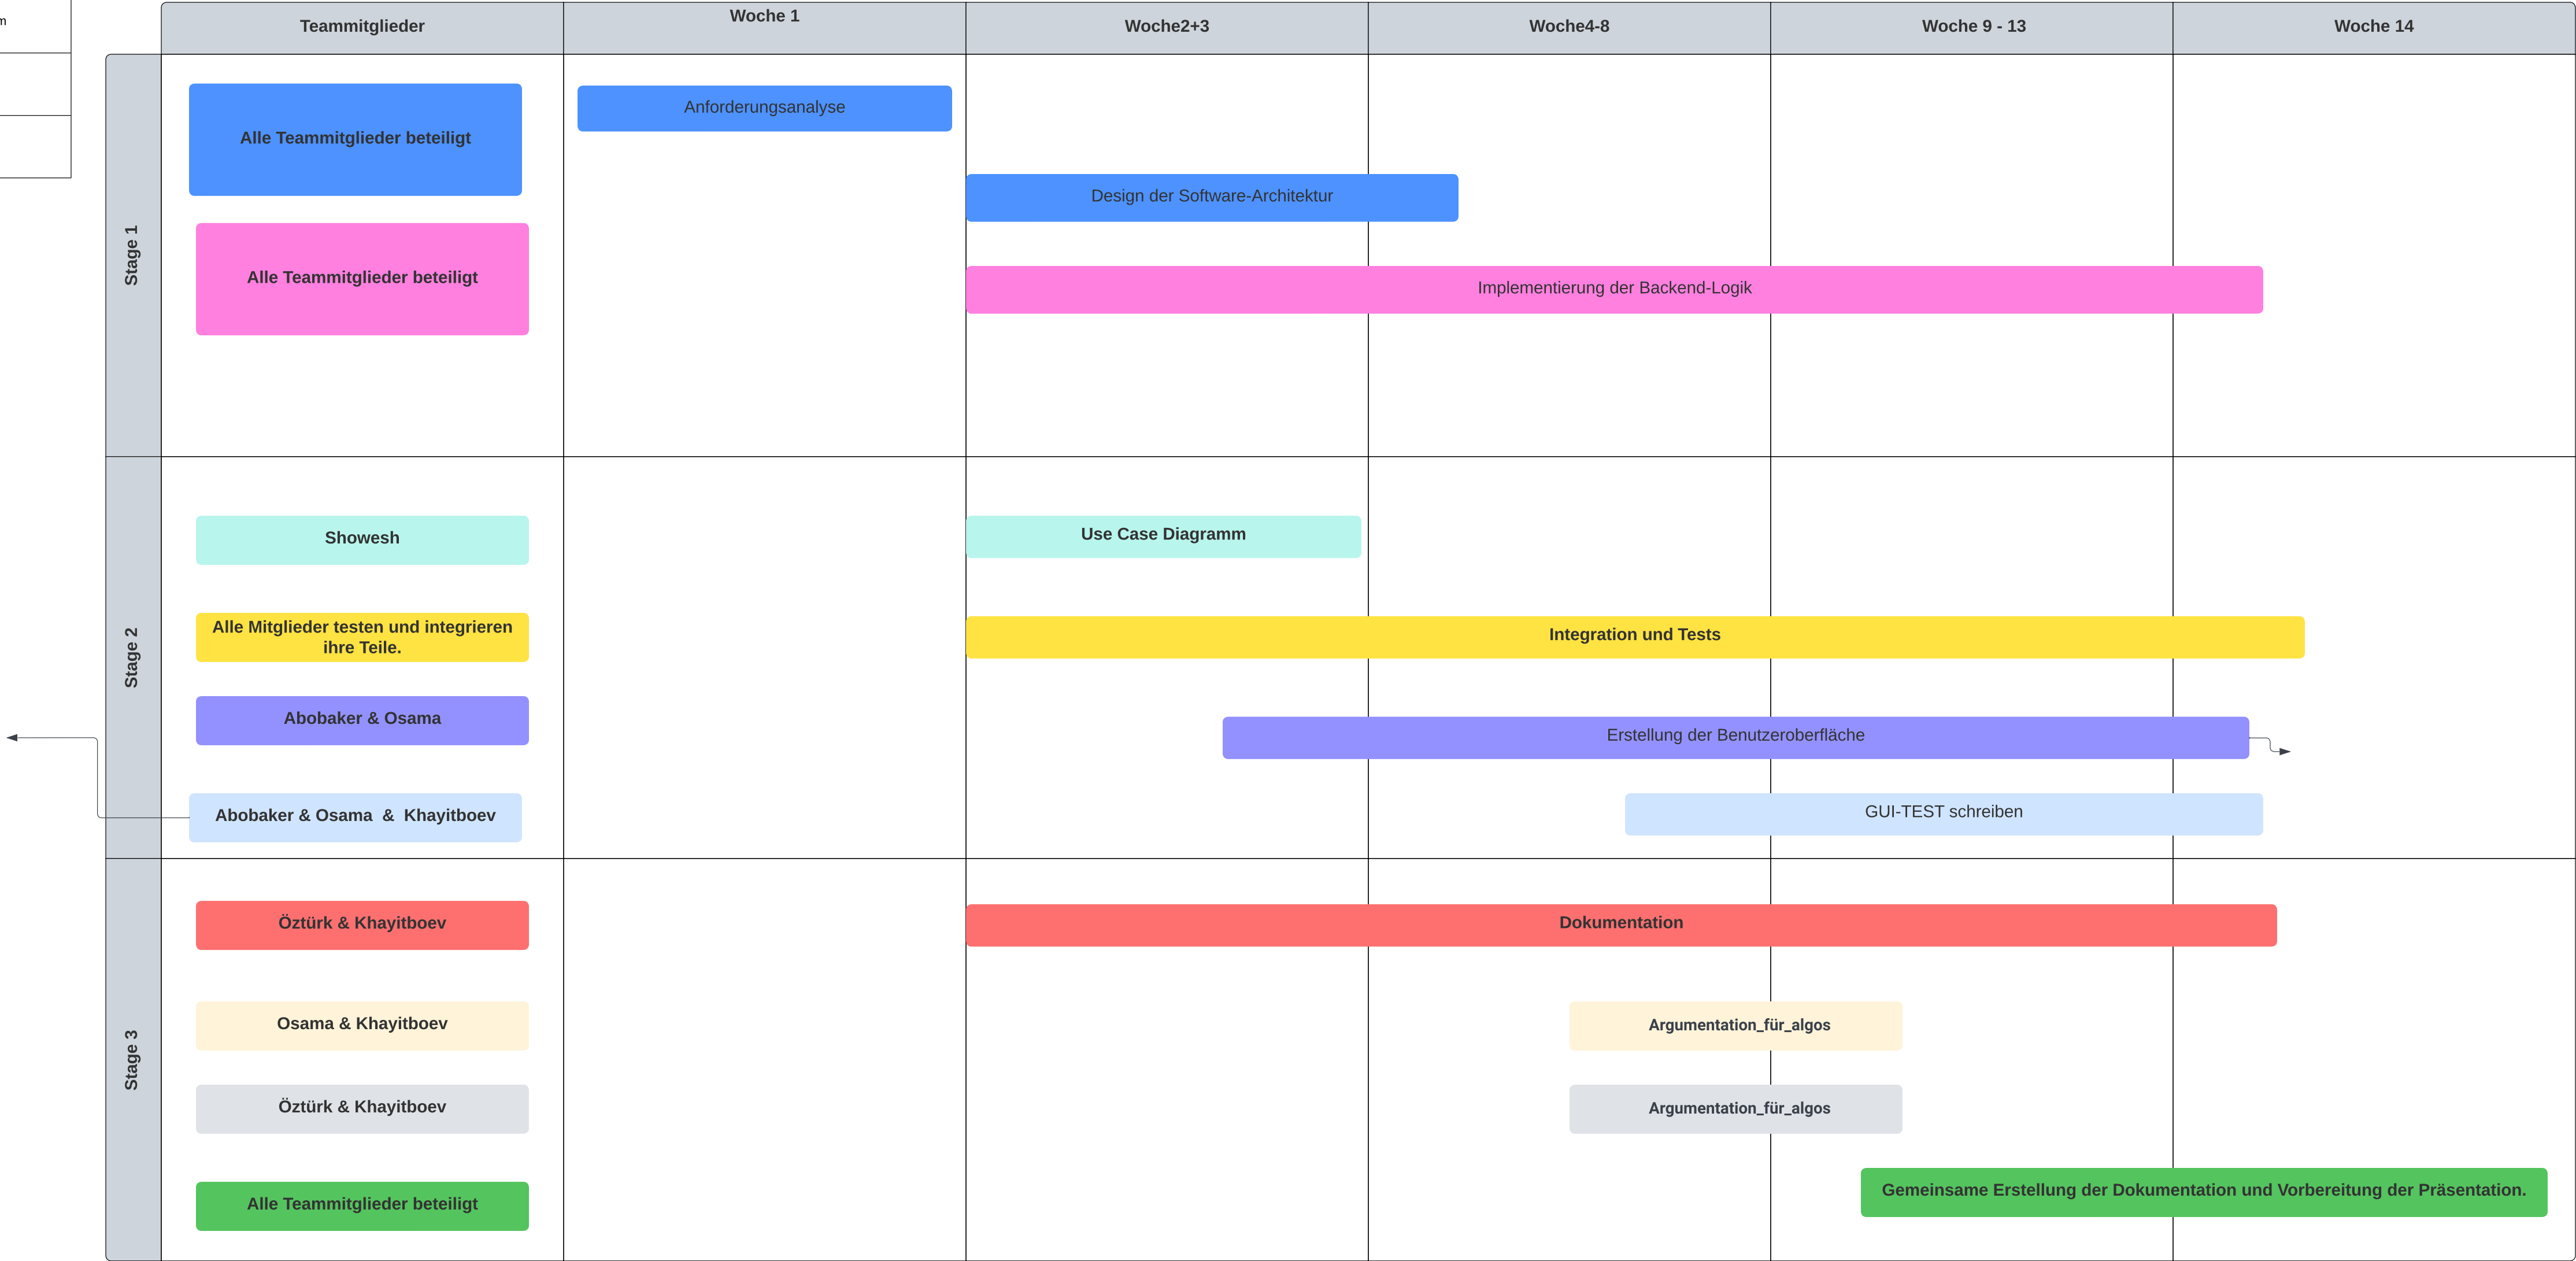 m
Teammitglieder
Woche 1
Woche2+3
Woche4-8
Woche 9 - 13
Woche 14
Stage 1
Alle Teammitglieder beteiligt
Anforderungsanalyse
Design der Software-Architektur
Alle Teammitglieder beteiligt
Implementierung der Backend-Logik
Stage 2
Showesh
Use Case Diagramm
Alle Mitglieder testen und integrieren
ihre Teile.
Integration und Tests
Abobaker & Osama
Erstellung der Benutzeroberfläche
Abobaker & Osama  &  Khayitboev
GUI-TEST schreiben
Stage 3
Öztürk & Khayitboev
Dokumentation
Osama & Khayitboev
Argumentation_für_algos
Öztürk & Khayitboev
Argumentation_für_algos
Alle Teammitglieder beteiligt
Gemeinsame Erstellung der Dokumentation und Vorbereitung der Präsentation.